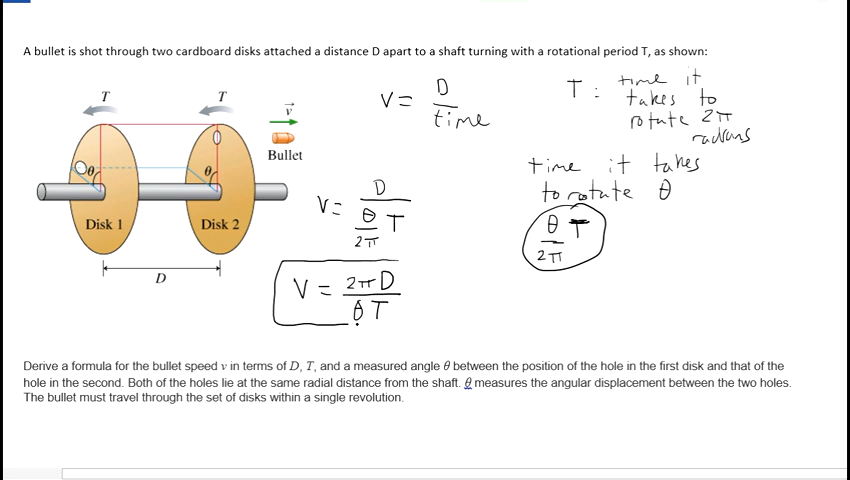 A bullet is shot through two cardboard disks attached a distance D apart to a shaft turning with a rotational period T, as shown:
T
T
v
θ
θ
Bullet
Disk 1
Disk 2
D
V = D / time
T : time it
takes to
rotate 2π
radians
time it takes
to rotate θ
θ/2π T
V = D / (θ/2π T)
V = 2πD / θT
Derive a formula for the bullet speed v in terms of D, T, and a measured angle θ between the position of the hole in the first disk and that of the
hole in the second. Both of the holes lie at the same radial distance from the shaft. θ measures the angular displacement between the two holes.
The bullet must travel through the set of disks within a single revolution.